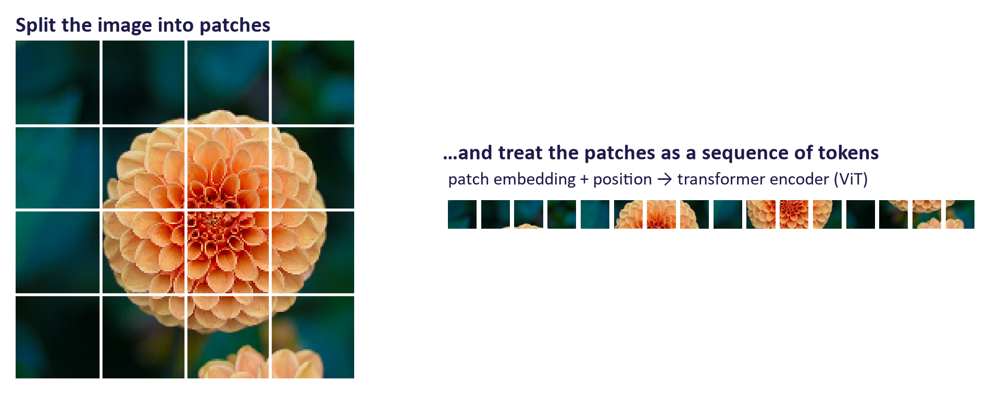 Split the image into patches
...and treat the patches as a sequence of tokens
patch embedding + position → transformer encoder (ViT)